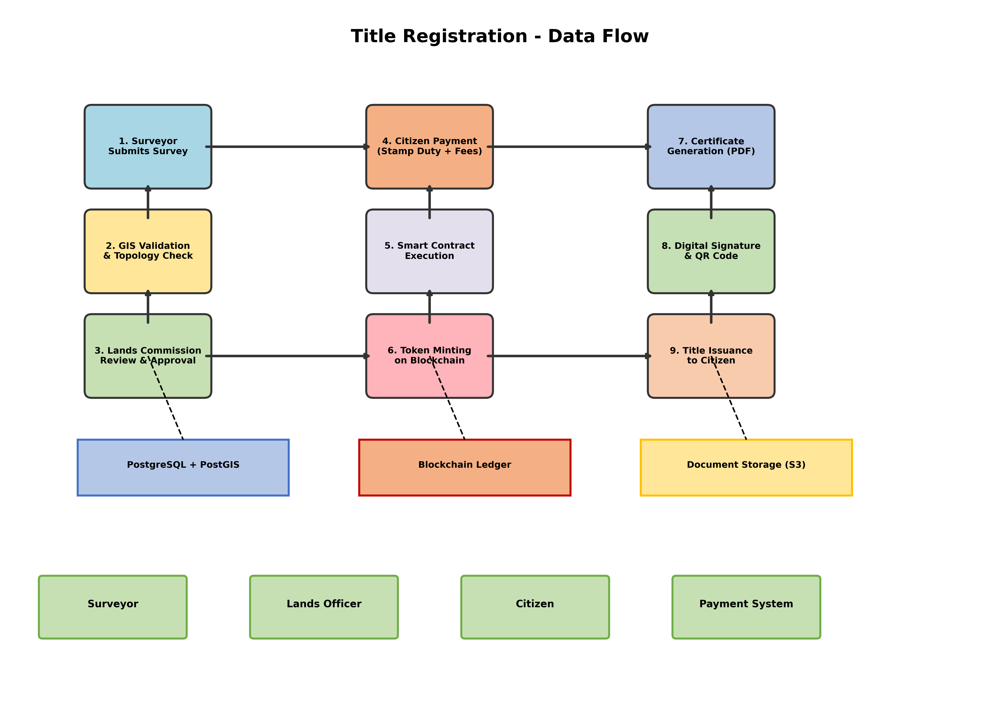 Title Registration - Data Flow
1. Surveyor
Submits Survey
4. Citizen Payment
(Stamp Duty + Fees)
7. Certificate
Generation (PDF)
2. GIS Validation
& Topology Check
5. Smart Contract
Execution
8. Digital Signature
& QR Code
3. Lands Commission
Review & Approval
6. Token Minting
on Blockchain
9. Title Issuance
to Citizen
PostgreSQL + PostGIS
Blockchain Ledger
Document Storage (S3)
Surveyor
Lands Officer
Citizen
Payment System